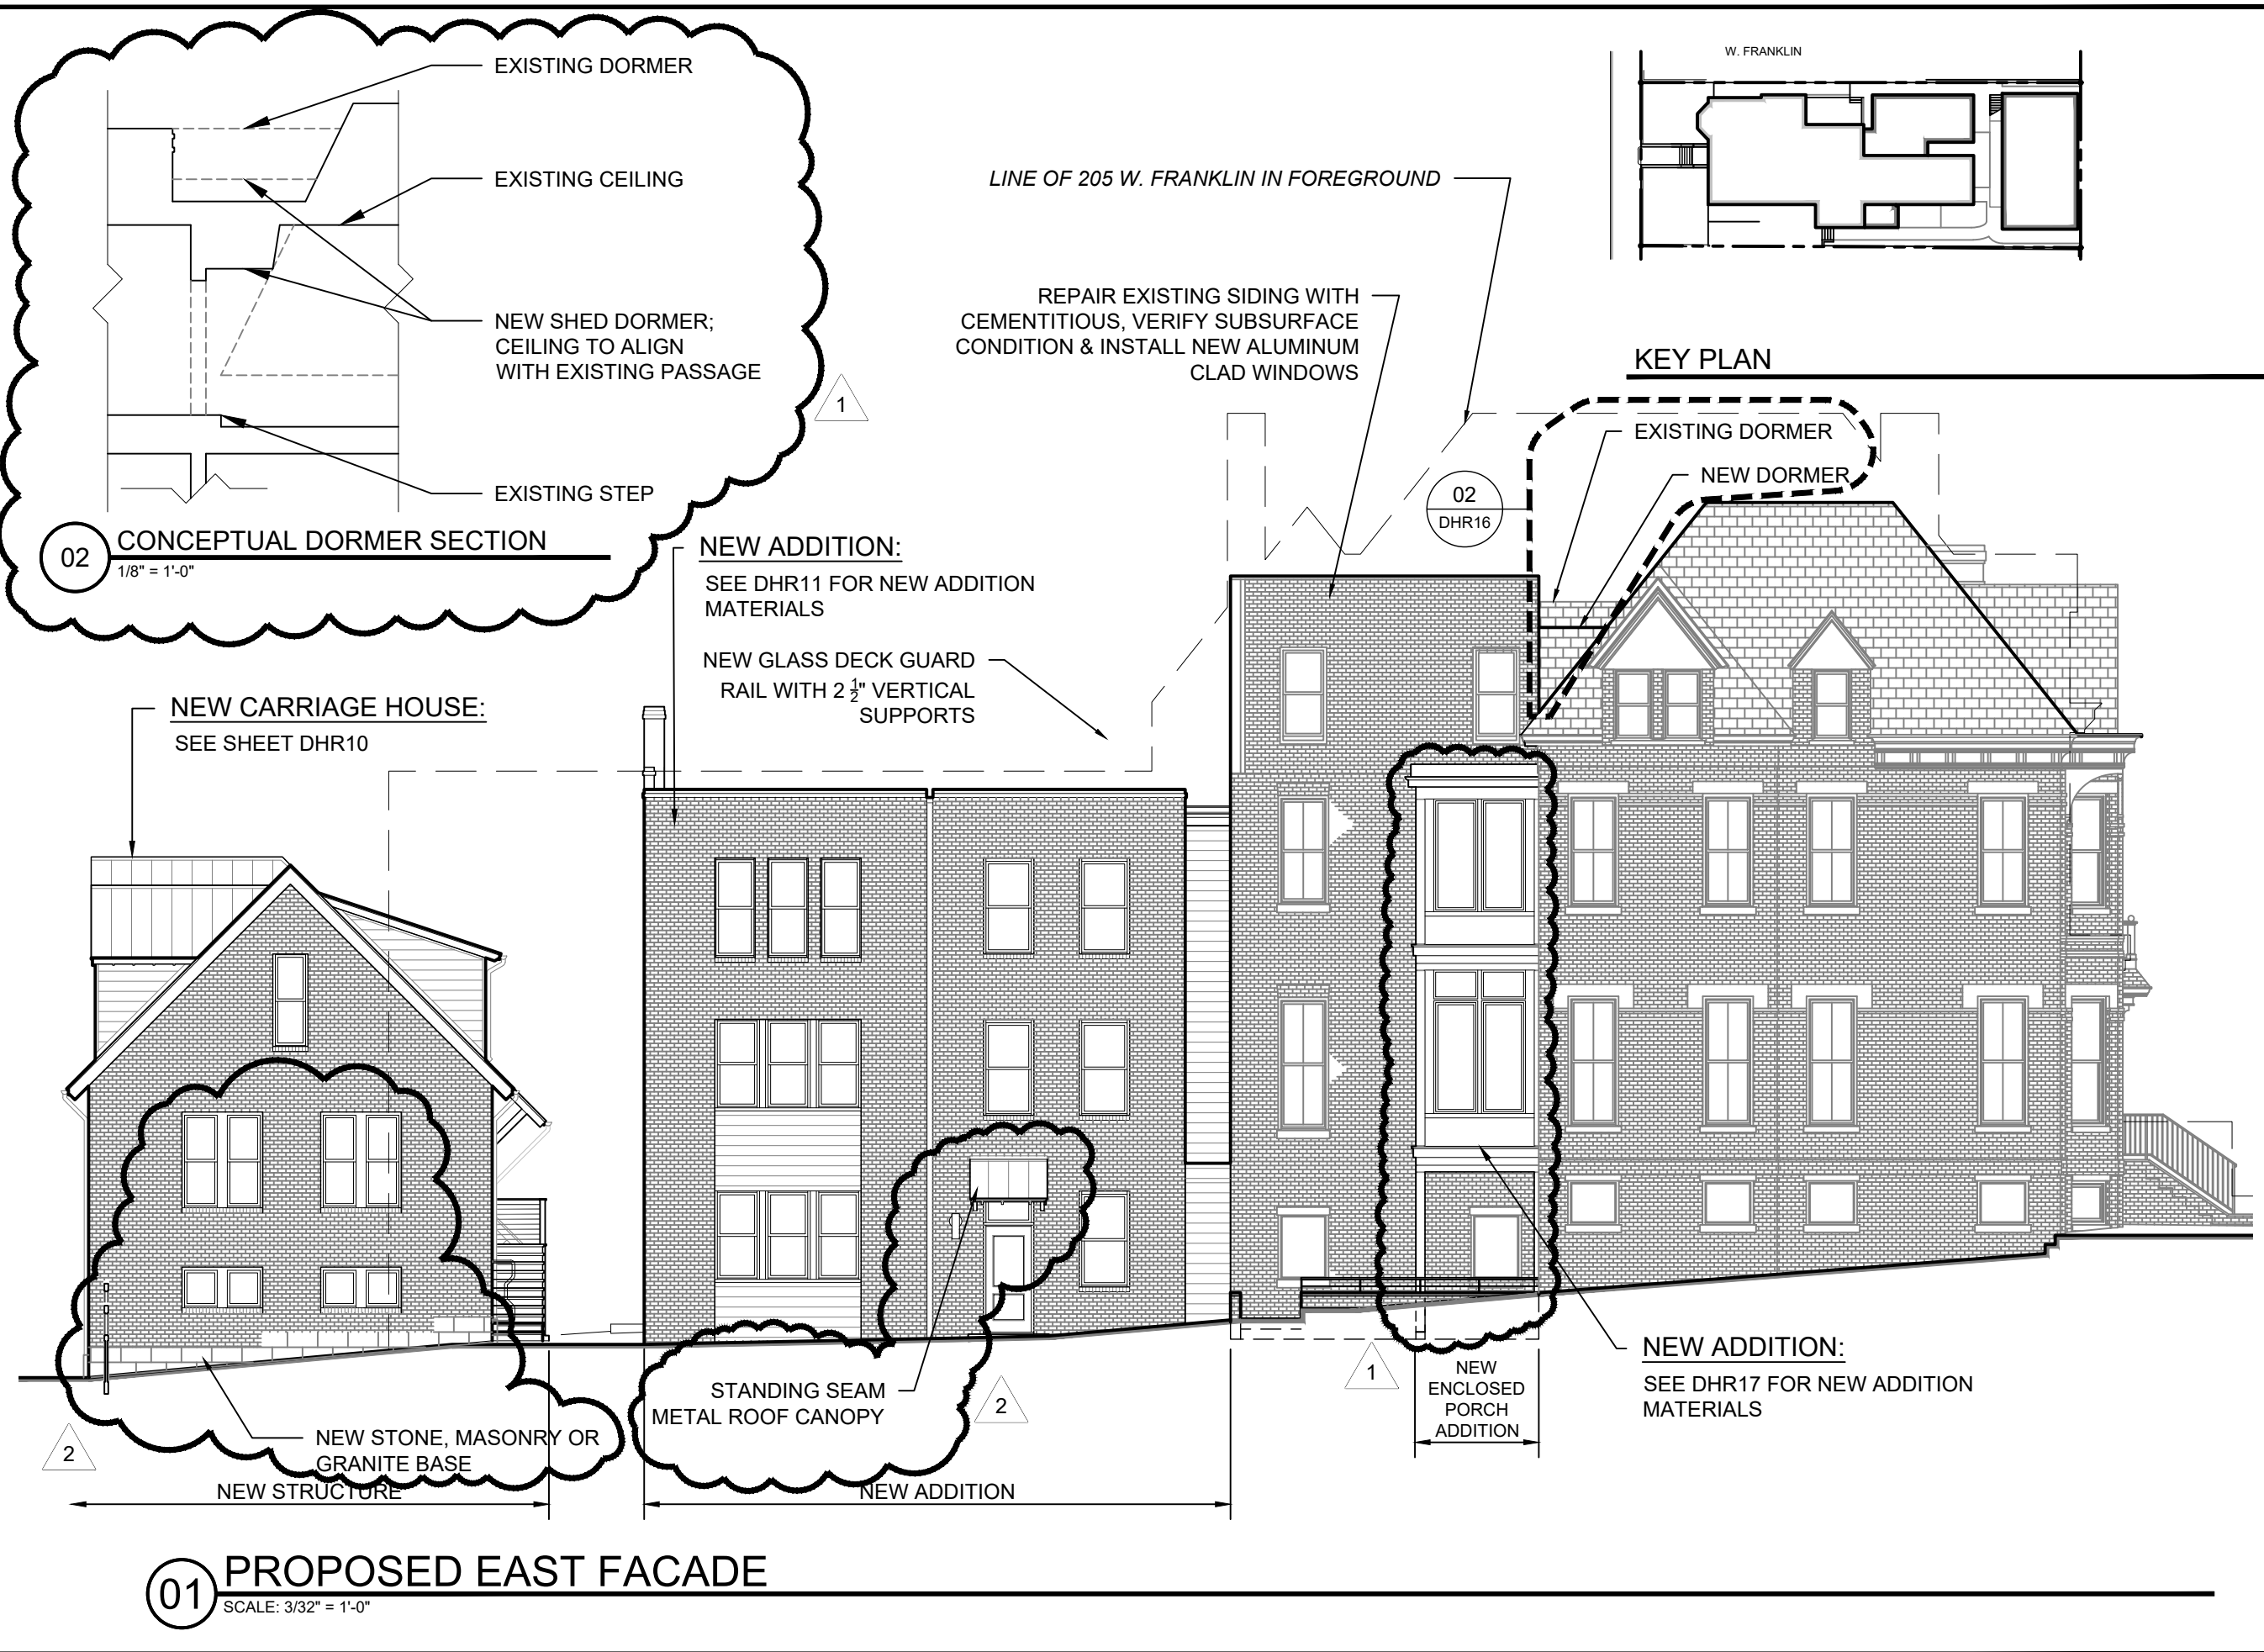 EXISTING DORMER
EXISTING CEILING
NEW SHED DORMER;
CEILING TO ALIGN
WITH EXISTING PASSAGE
EXISTING STEP
1
02
CONCEPTUAL DORMER SECTION
1/8" = 1'-0"
W. FRANKLIN
KEY PLAN
LINE OF 205 W. FRANKLIN IN FOREGROUND
REPAIR EXISTING SIDING WITH
CEMENTITIOUS, VERIFY SUBSURFACE
CONDITION & INSTALL NEW ALUMINUM
CLAD WINDOWS
EXISTING DORMER
NEW DORMER
02
DHR16
NEW ADDITION:
SEE DHR11 FOR NEW ADDITION
MATERIALS
NEW GLASS DECK GUARD
RAIL WITH 2 1/2" VERTICAL
SUPPORTS
NEW CARRIAGE HOUSE:
SEE SHEET DHR10
2
NEW STONE, MASONRY OR
GRANITE BASE
NEW STRUCTURE
STANDING SEAM
METAL ROOF CANOPY
2
NEW ADDITION
1
NEW
ENCLOSED
PORCH
ADDITION
NEW ADDITION:
SEE DHR17 FOR NEW ADDITION
MATERIALS
01
PROPOSED EAST FACADE
SCALE: 3/32" = 1'-0"